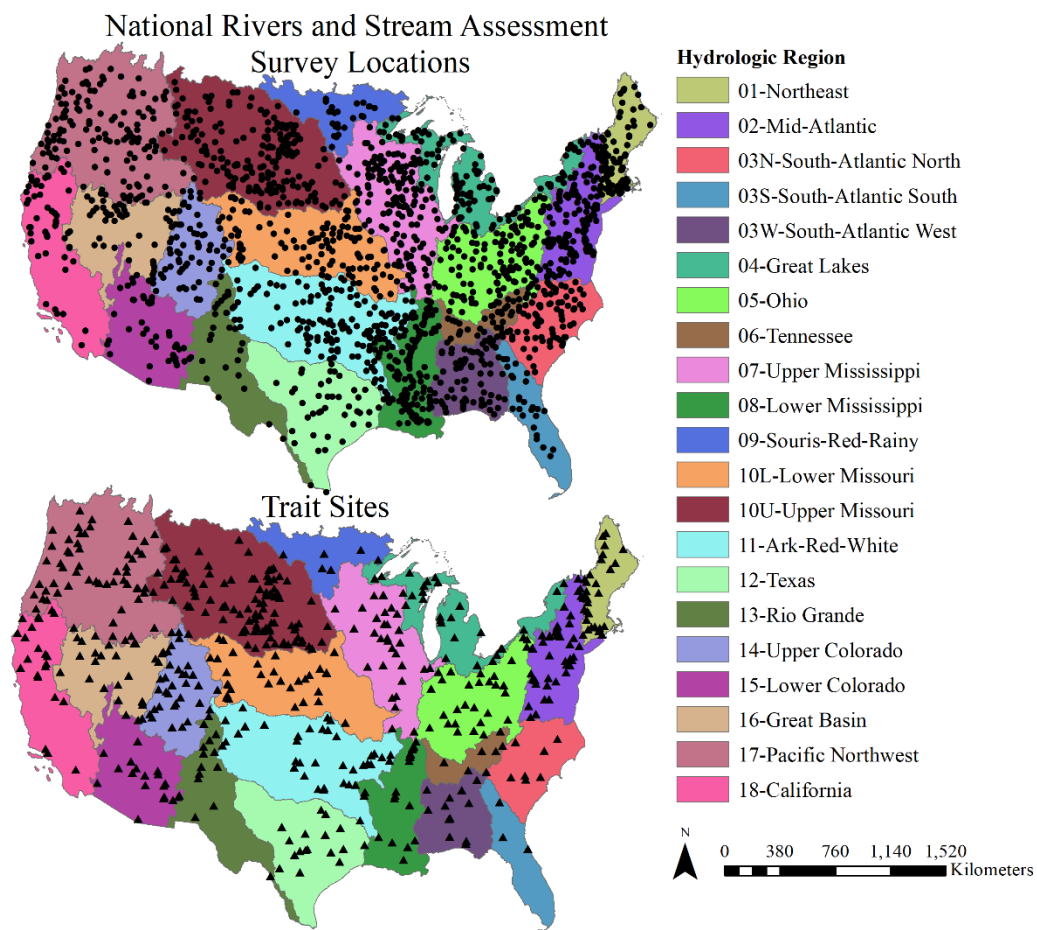 National Rivers and Stream Assessment
Survey Locations
Trait Sites
Hydrologic Region
01-Northeast
02-Mid-Atlantic
03N-South-Atlantic North
03S-South-Atlantic South
03W-South-Atlantic West
04-Great Lakes
05-Ohio
06-Tennessee
07-Upper Mississippi
08-Lower Mississippi
09-Souris-Red-Rainy
10L-Lower Missouri
10U-Upper Missouri
11-Ark-Red-White
12-Texas
13-Rio Grande
14-Upper Colorado
15-Lower Colorado
16-Great Basin
17-Pacific Northwest
18-California
N
0 380 760 1,140 1,520
Kilometers